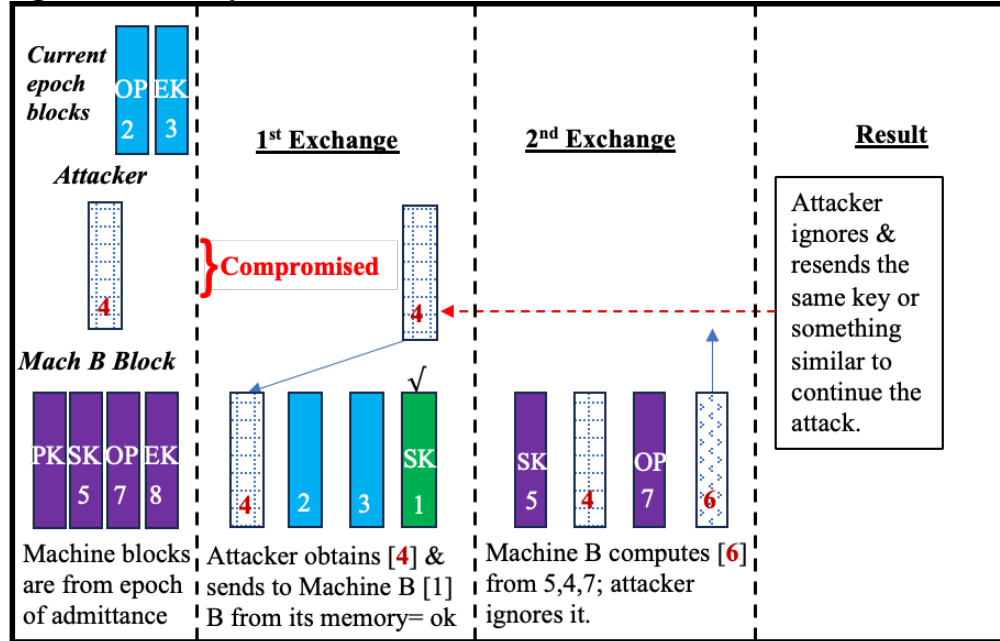 Current
epoch
blocks
OP
2
EK
3
Attacker
4
Mach B Block
PK
SK
5
OP
7
EK
8
Machine blocks
are from epoch
of admittance
1st Exchange
}Compromised
4
√
4
2
3
SK
1
Attacker obtains [4] &
sends to Machine B [1]
B from its memory= ok
2nd Exchange
SK
5
4
OP
7
6
Machine B computes [6]
from 5,4,7; attacker
ignores it.
Result
Attacker
ignores &
resends the
same key or
something
similar to
continue the
attack.